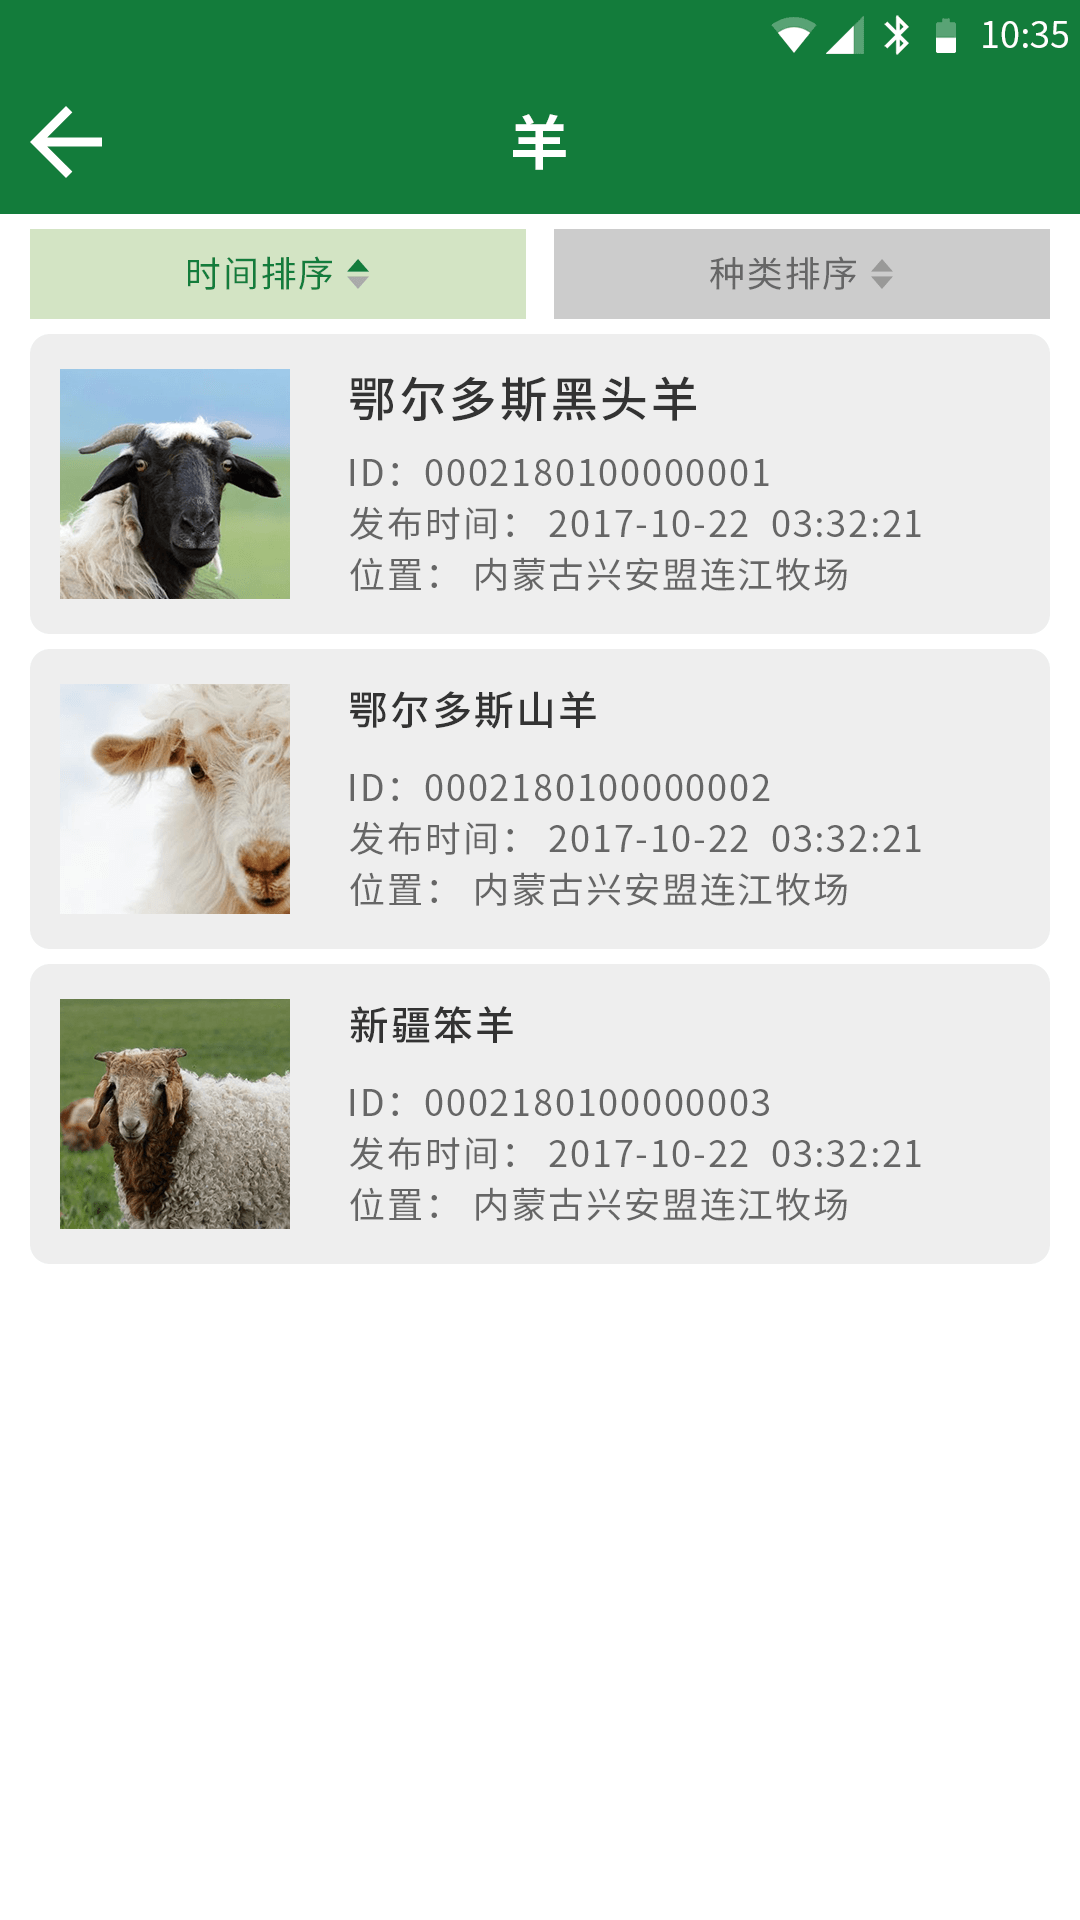 10:35
羊
时间排序
种类排序
鄂尔多斯黑头羊
ID：0002180100000001
发布时间： 2017-10-22 03:32:21
位置： 内蒙古兴安盟连江牧场
鄂尔多斯山羊
ID：0002180100000002
发布时间： 2017-10-22 03:32:21
位置： 内蒙古兴安盟连江牧场
新疆笨羊
ID：0002180100000003
发布时间： 2017-10-22 03:32:21
位置： 内蒙古兴安盟连江牧场